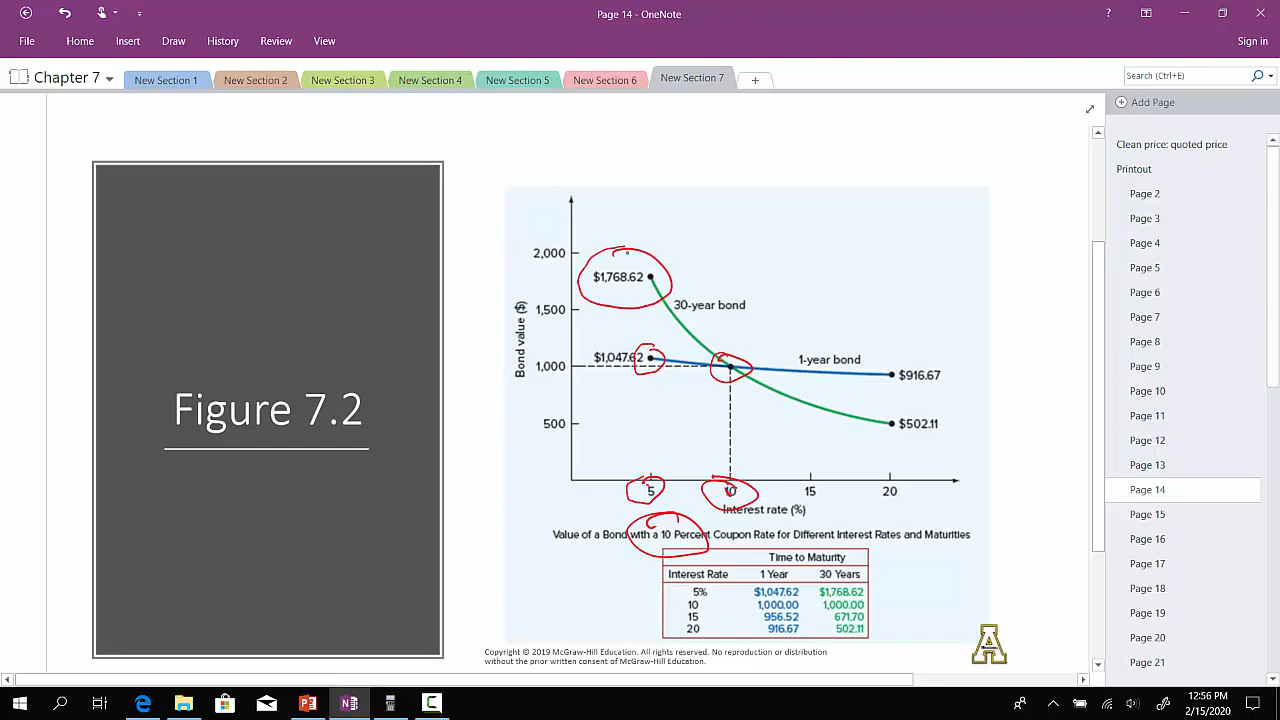 Page 14 - OneNote
?
File Home Insert Draw History Review View
Sign in
Chapter 7
New Section 1 New Section 2 New Section 3 New Section 4 New Section 5 New Section 6 New Section 7
Search (Ctrl+E)
Add Page
Clean price: quoted price
Printout
Page 2
Page 3
Page 4
Page 5
Page 6
Page 7
Page 8
Page 9
Page 10
Page 11
Page 12
Page 13
Page 14
Page 15
Page 16
Page 17
Page 18
Page 19
Page 20
Page 21
Figure 7.2
Bond value ($)
2,000
$1,768.62
30-year bond
1,500
$1,047.62
1-year bond
1,000
$916.67
500
$502.11
5 10 15 20
Interest rate (%)
Value of a Bond with a 10 Percent Coupon Rate for Different Interest Rates and Maturities
Time to Maturity
Interest Rate 1 Year 30 Years
5% $1,047.62 $1,768.62
10 1,000.00 1,000.00
15 956.52 671.70
20 916.67 502.11
Copyright © 2019 McGraw-Hill Education. All rights reserved. No reproduction or distribution
without the prior written consent of McGraw-Hill Education.
12:56 PM
2/15/2020